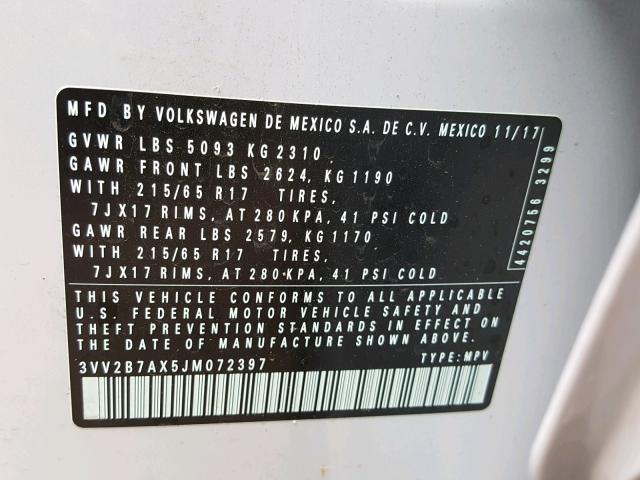 MFD BY VOLKSWAGEN DE MEXICO S.A. DE C.V. MEXICO 11/17
GVWR LBS 5093 KG 2310
GAWR FRONT LBS 2624, KG 1190
WITH 215/65 R17 TIRES,
7JX17 RIMS, AT 280 KPA, 41 PSI COLD
GAWR REAR LBS 2579, KG 1170
WITH 215/65 R17 TIRES,
7JX17 RIMS, AT 280 KPA, 41 PSI COLD
4420756 3299
THIS VEHICLE CONFORMS TO ALL APPLICABLE
U.S. FEDERAL MOTOR VEHICLE SAFETY AND
THEFT PREVENTION STANDARDS IN EFFECT ON
THE DATE OF MANUFACTURE SHOWN ABOVE.
3VV2B7AX5JM072397 TYPE: MPV